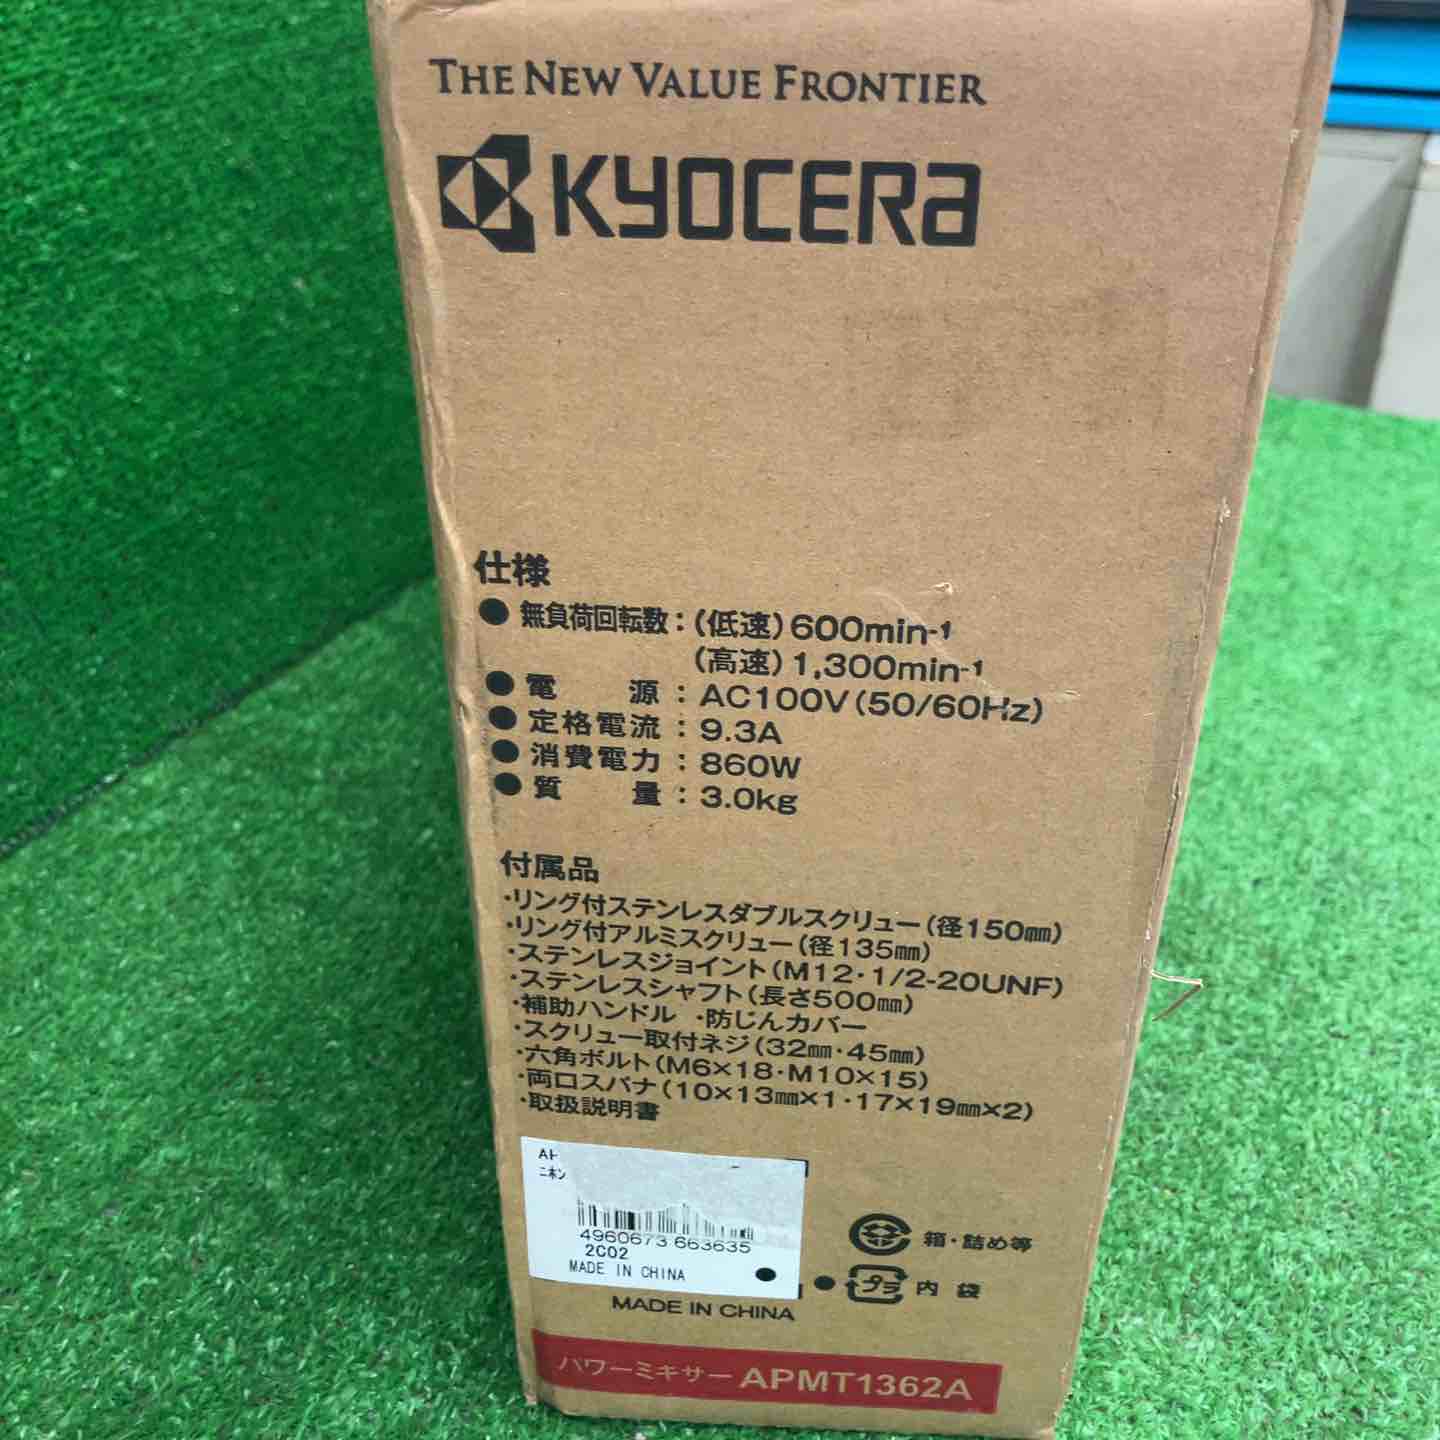 THE NEW VALUE FRONTIER
KYOCERA
仕様
● 無負荷回転数：(低速) 600min-1
(高速) 1,300min-1
● 電　源：AC100V (50/60Hz)
● 定格電流：9.3A
● 消費電力：860W
● 質　量：3.0kg
付属品
・リング付ステンレスダブルスクリュー (径150㎜)
・リング付アルミスクリュー (径135㎜)
・ステンレスジョイント (M12・1/2-20UNF)
・ステンレスシャフト (長さ500㎜)
・補助ハンドル ・防じんカバー
・スクリュー取付ネジ (32㎜・45㎜)
・六角ボルト (M6×18・M10×15)
・両口スパナ (10×13㎜×1・17×19㎜×2)
・取扱説明書
ニホン
4960673 663635
2C02
MADE IN CHINA
箱・詰め等
プラ 内袋
MADE IN CHINA
パワーミキサー APMT1362A